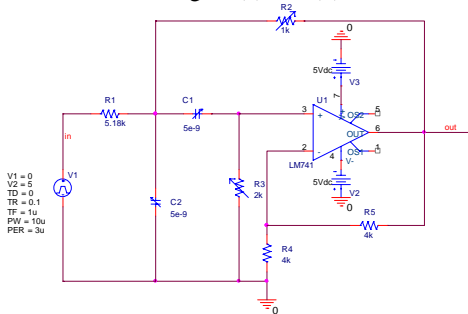 R2
1k
0
5Vdc
V3
R1
5.18k
C1
5e-9
U1
7
3
+
V+
OS2
5
OUT
6
out
2
-
OS1
1
4
V-
LM741
in
V1
V1 = 0
V2 = 5
TD = 0
TR = 0.1
TF = 1u
PW = 10u
PER = 3u
C2
5e-9
R3
2k
5Vdc
V2
0
R5
4k
R4
4k
0